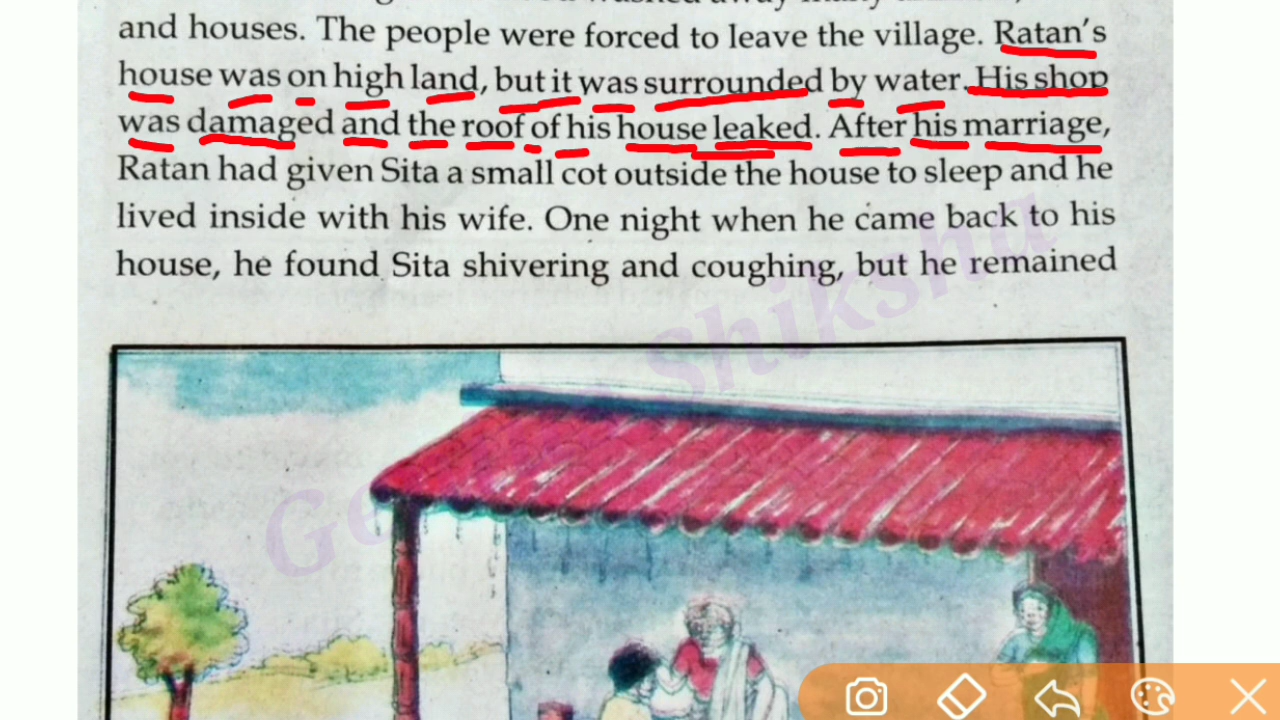 and houses. The people were forced to leave the village. Ratan's
house was on high land, but it was surrounded by water. His shop
was damaged and the roof of his house leaked. After his marriage,
Ratan had given Sita a small cot outside the house to sleep and he
lived inside with his wife. One night when he came back to his
house, he found Sita shivering and coughing, but he remained
Shiksha